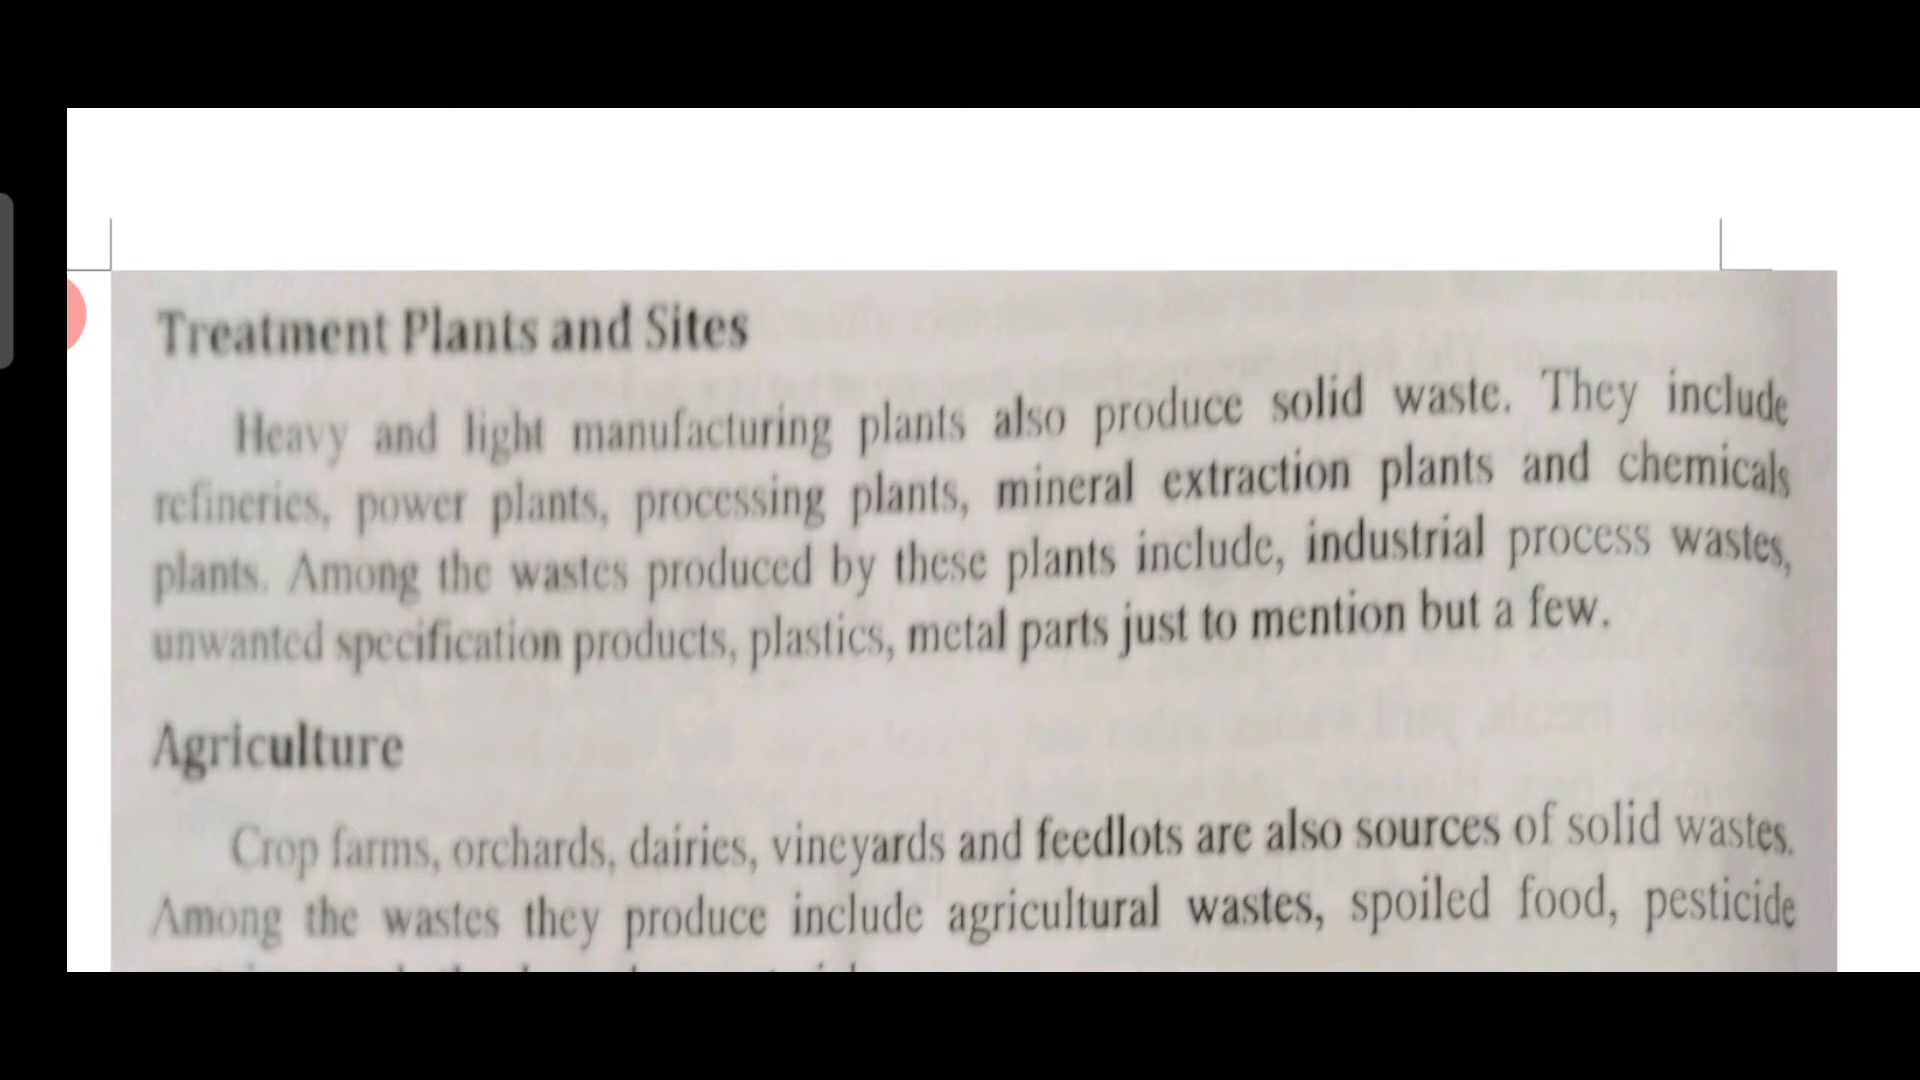 Treatment Plants and Sites
Heavy and light manufacturing plants also produce solid waste. They include
refineries, power plants, processing plants, mineral extraction plants and chemicals
plants. Among the wastes produced by these plants include, industrial process wastes,
unwanted specification products, plastics, metal parts just to mention but a few.
Agriculture
Crop farms, orchards, dairies, vineyards and feedlots are also sources of solid wastes.
Among the wastes they produce include agricultural wastes, spoiled food, pesticide